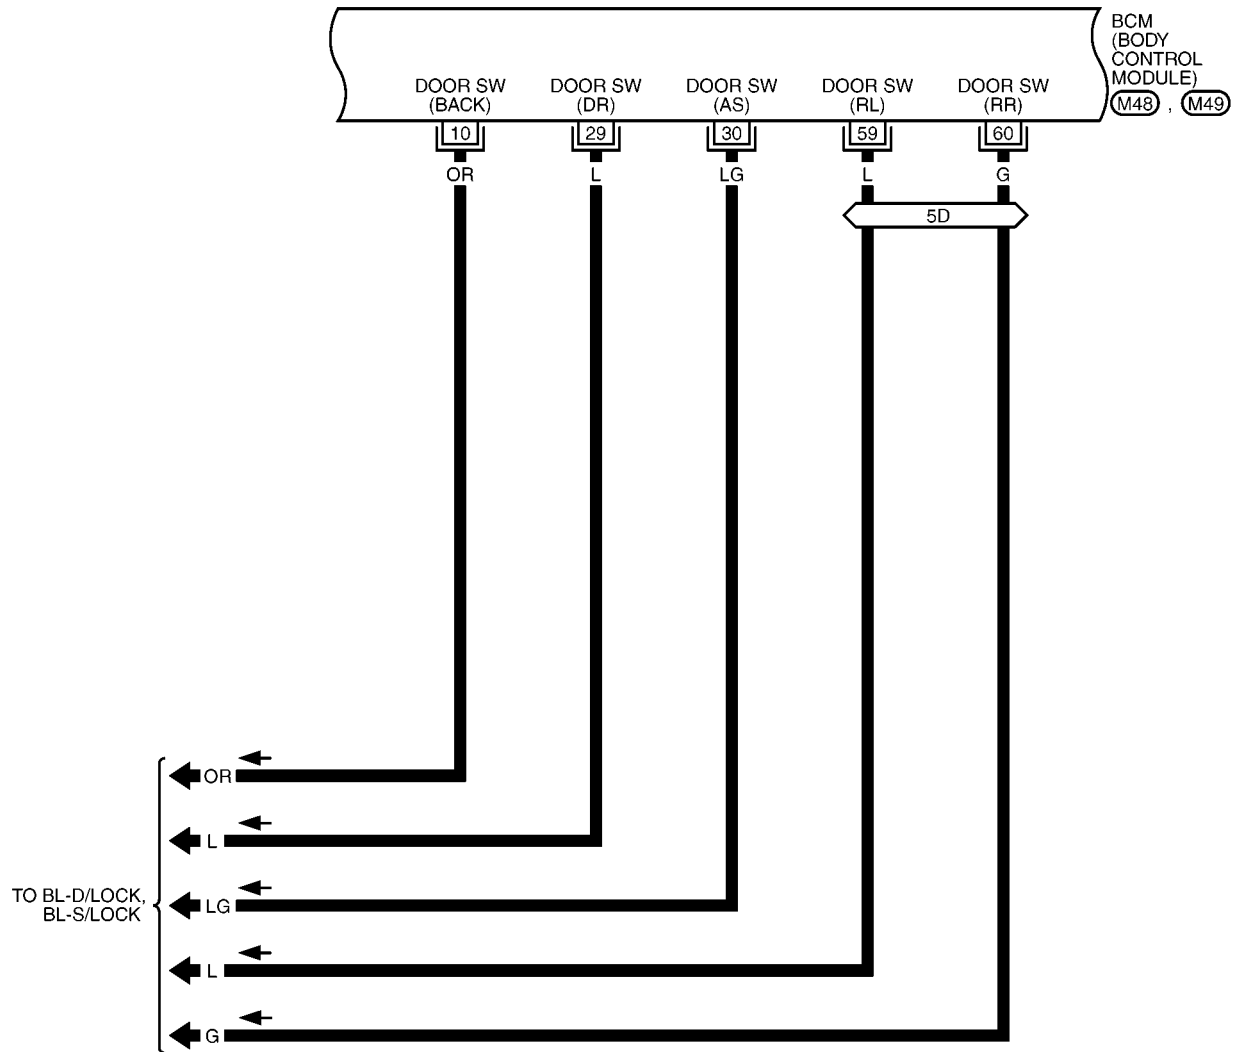 BCM
(BODY
CONTROL
MODULE)
M48 , M49
DOOR SW
(BACK)
DOOR SW
(DR)
DOOR SW
(AS)
DOOR SW
(RL)
DOOR SW
(RR)
10
29
30
59
60
OR
L
LG
L
G
5D
OR
L
TO BL-D/LOCK,
BL-S/LOCK
LG
L
G